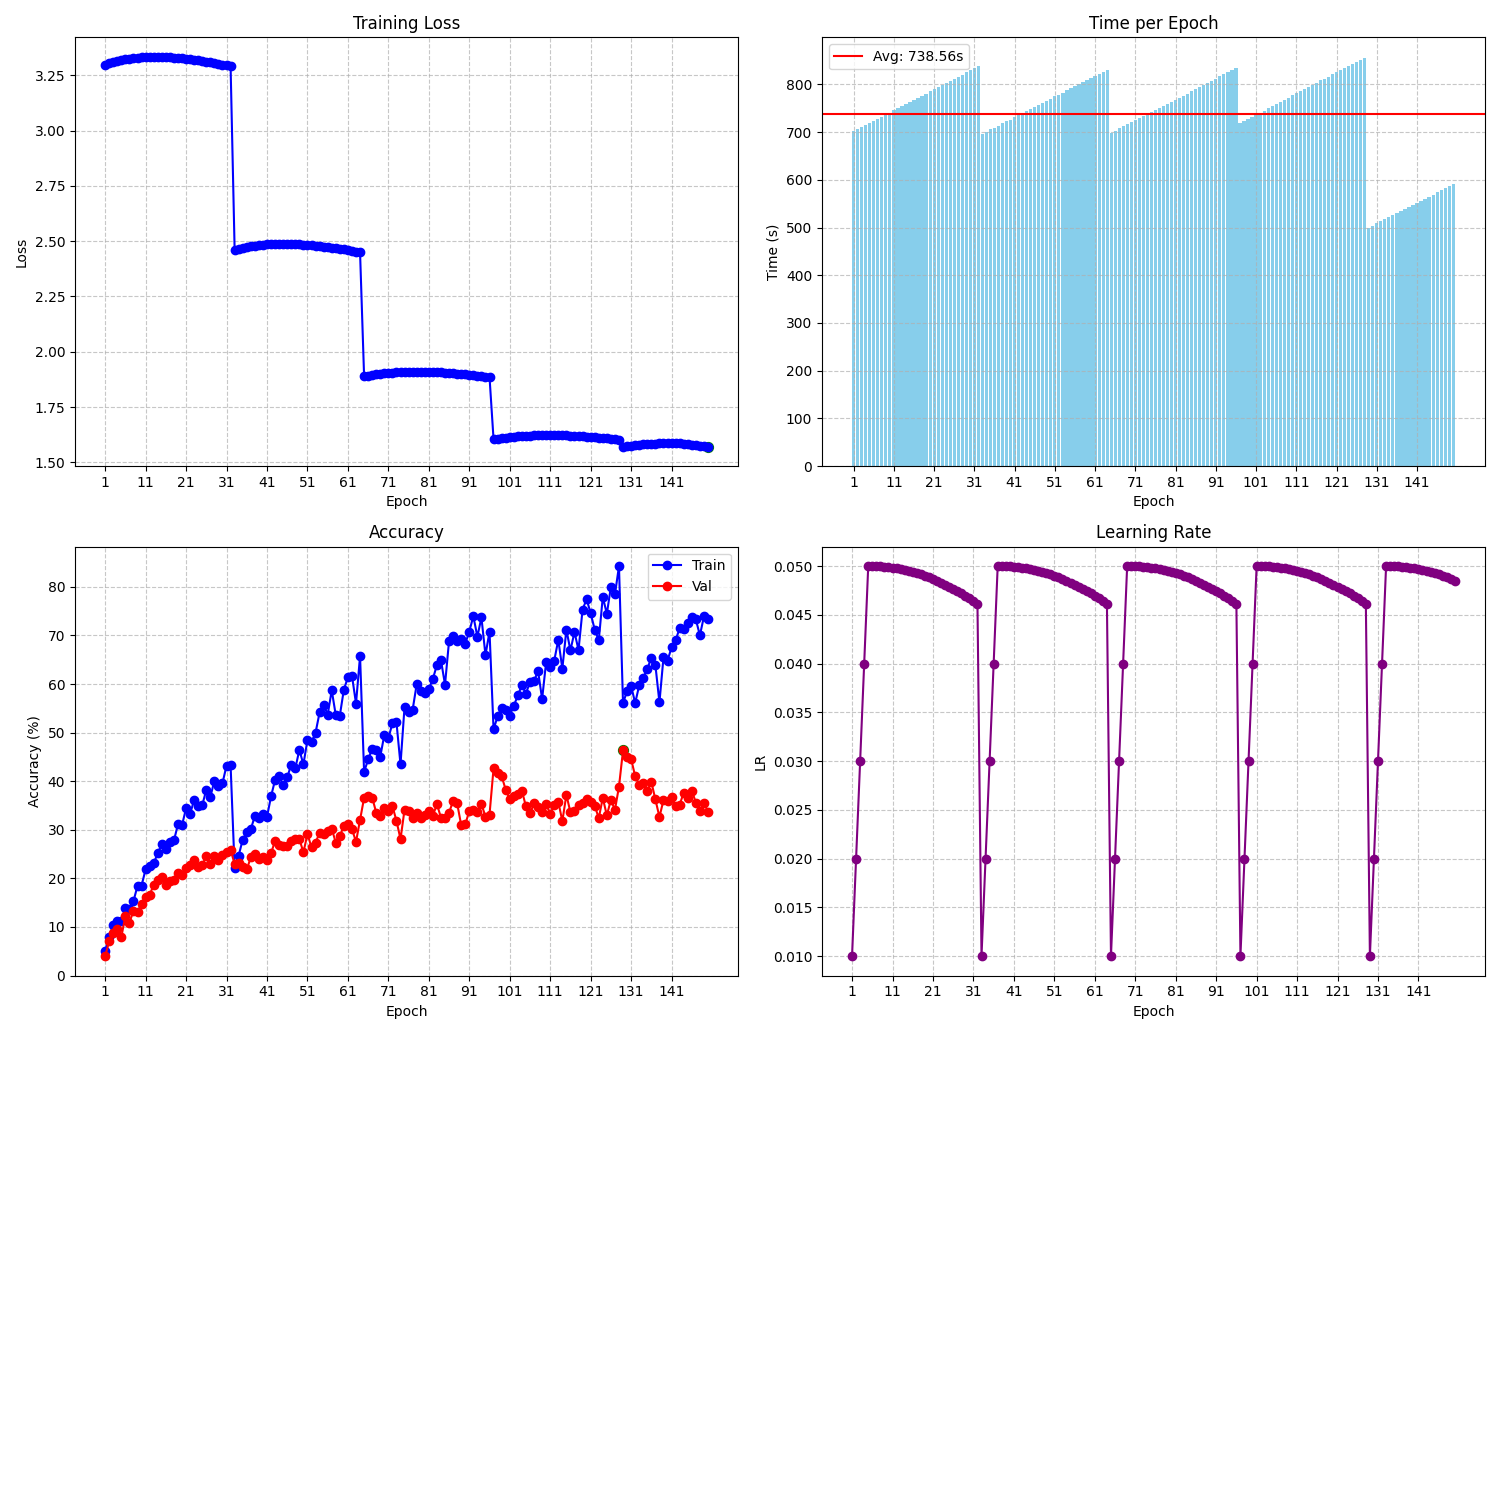 Training Loss
Loss
3.25
3.00
2.75
2.50
2.25
2.00
1.75
1.50
1 11 21 31 41 51 61 71 81 91 101 111 121 131 141
Epoch
Time per Epoch
Avg: 738.56s
Time (s)
800
700
600
500
400
300
200
100
0
1 11 21 31 41 51 61 71 81 91 101 111 121 131 141
Epoch
Accuracy
Train
Val
Accuracy (%)
80
70
60
50
40
30
20
10
0
1 11 21 31 41 51 61 71 81 91 101 111 121 131 141
Epoch
Learning Rate
LR
0.050
0.045
0.040
0.035
0.030
0.025
0.020
0.015
0.010
1 11 21 31 41 51 61 71 81 91 101 111 121 131 141
Epoch